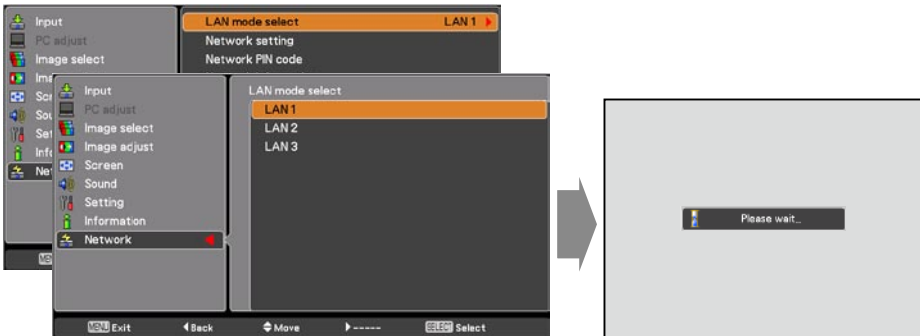 Input
PC adjust
Image select
LAN mode select LAN 1
Network setting
Network PIN code
Input
PC adjust
Image select
Image adjust
Screen
Sound
Setting
Information
Network
LAN mode select
LAN 1
LAN 2
LAN 3
MENU Exit Back Move ----- SELECT Select
Please wait...